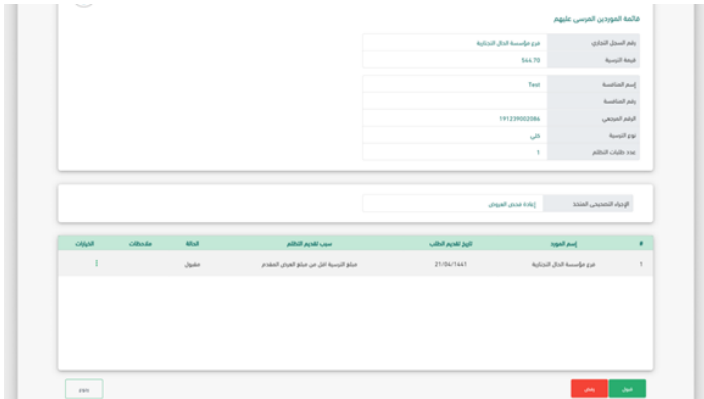 قائمة الموردين المرسى عليهم
رقم السجل التجاري فرع مؤسسة الحال التجارية
قيمة الترسية 544.70
إسم المنافسة Test
رقم المنافسة
الرقم المرجعي 191239002086
نوع الترسية كلي
عدد طلبات التظلم 1
الإجراء التصحيحي المتخذ إعادة فحص العروض
# إسم المورد تاريخ تقديم الطلب سبب تقديم التظلم الحالة ملاحظات الخيارات
1 فرع مؤسسة الحال التجارية 21/04/1441 مبلغ الترسية اقل من مبلغ العرض المقدم مقبول
قبول رفض رجوع